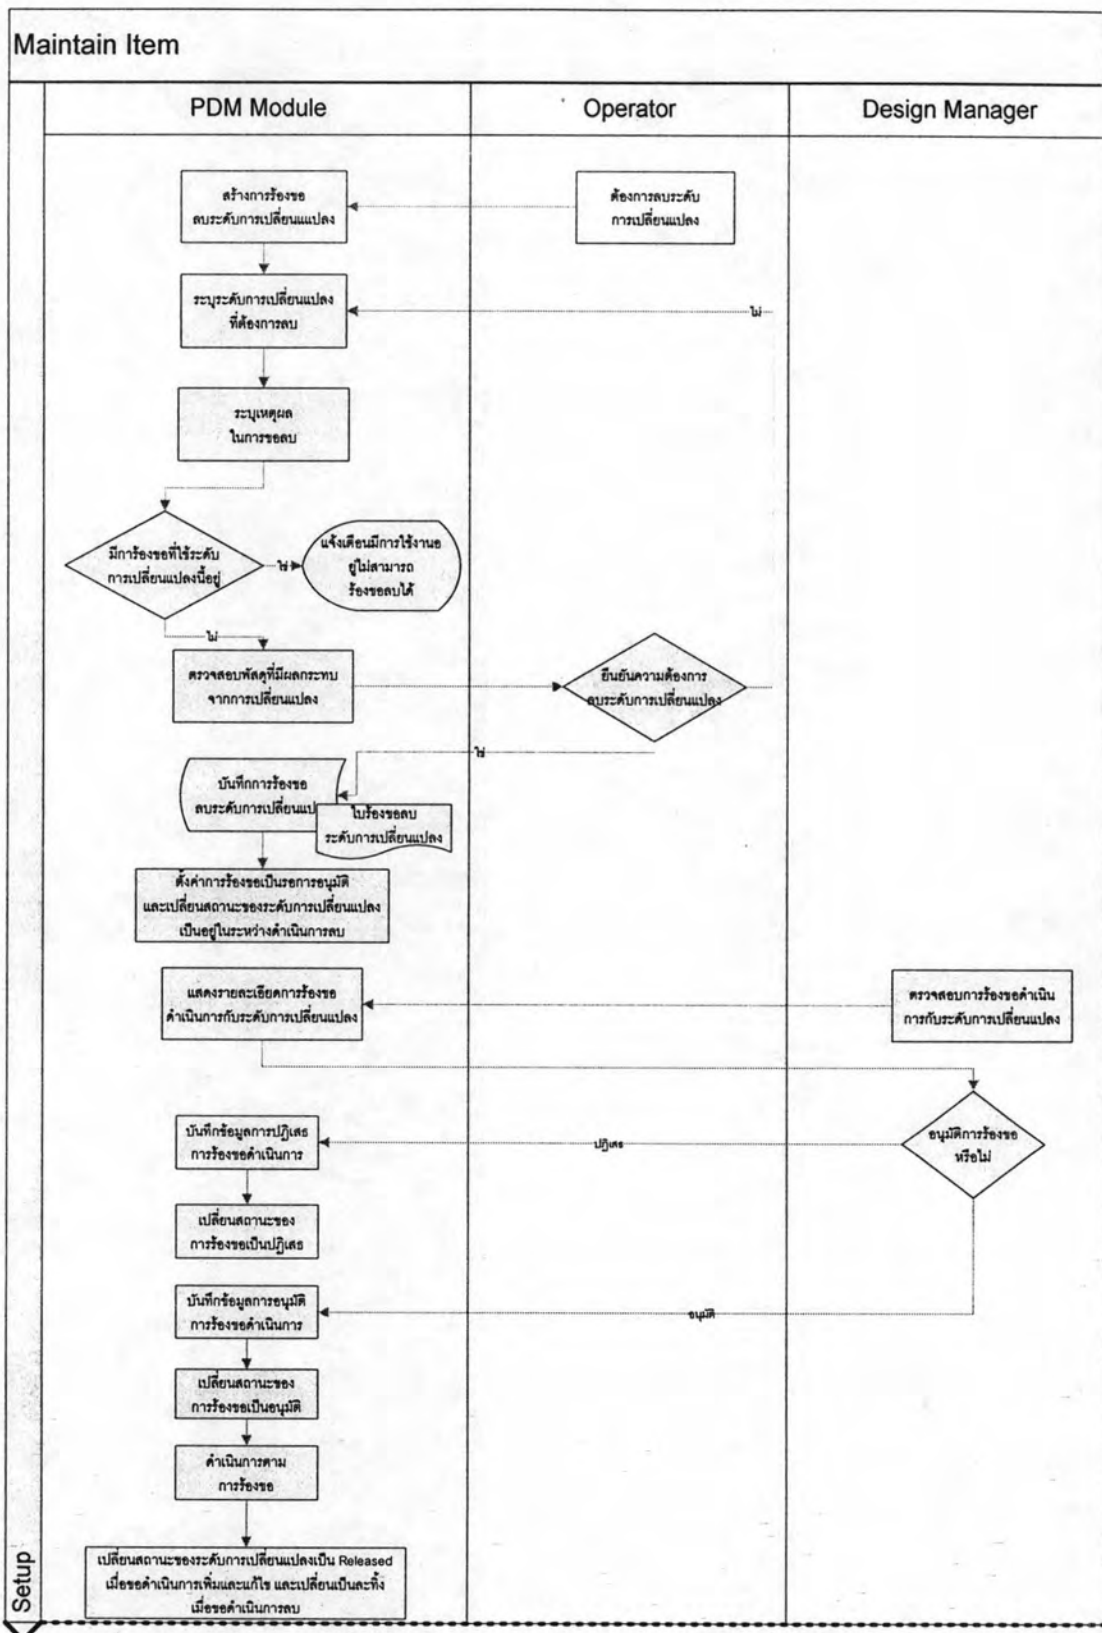 Maintain Item
PDM Module
Operator
Design Manager
สร้างการร้องขอ
ลบระดับการเปลี่ยนแแปลง
ต้องการลบระดับ
การเปลี่ยนแปลง
ระบุระดับการเปลี่ยนแปลง
ที่ต้องการลบ
ไม่
ระบุเหตุผล
ในการขอลบ
มีการ้องขอที่ใช้ระดับ
การเปลี่ยนแปลงนี้อยู่
ใช่
แจ้งเตือนมีการใช้งานอ
ยู่ไม่สามารถ
ร้องขอลบได้
ไม่
ตรวจสอบพัสดุที่มีผลกระทบ
จากการเปลี่ยนแปลง
ยืนยันความต้องการ
ลบระดับการเปลี่ยนแปลง
ใช่
บันทึกการร้องขอ
ลบระดับการเปลี่ยนแป
ใบร้องขอลบ
ระดับการเปลี่ยนแปลง
ตั้งค่าการร้องขอเป็นรอการอนุมัติ
และเปลี่ยนสถานะของระดับการเปลี่ยนแปลง
เป็นอยู่ในระหว่างดำเนินการลบ
แสดงรายละเอียดการร้องขอ
ดำเนินการกับระดับการเปลี่ยนแปลง
ตรวจสอบการร้องขอดำเนิน
การกับระดับการเปลี่ยนแปลง
บันทึกข้อมูลการปฏิเสธ
การร้องขอดำเนินการ
ปฏิเสธ
อนุมัติการร้องขอ
หรือไม่
เปลี่ยนสถานะของ
การร้องขอเป็นปฏิเสธ
บันทึกข้อมูลการอนุมัติ
การร้องขอดำเนินการ
อนุมัติ
เปลี่ยนสถานะของ
การร้องขอเป็นอนุมัติ
ดำเนินการตาม
การร้องขอ
เปลี่ยนสถานะของระดับการเปลี่ยนแปลงเป็น Released
เมื่อขอดำเนินการเพิ่มและแก้ไข และเปลี่ยนเป็นละทิ้ง
เมื่อขอดำเนินการลบ
Setup